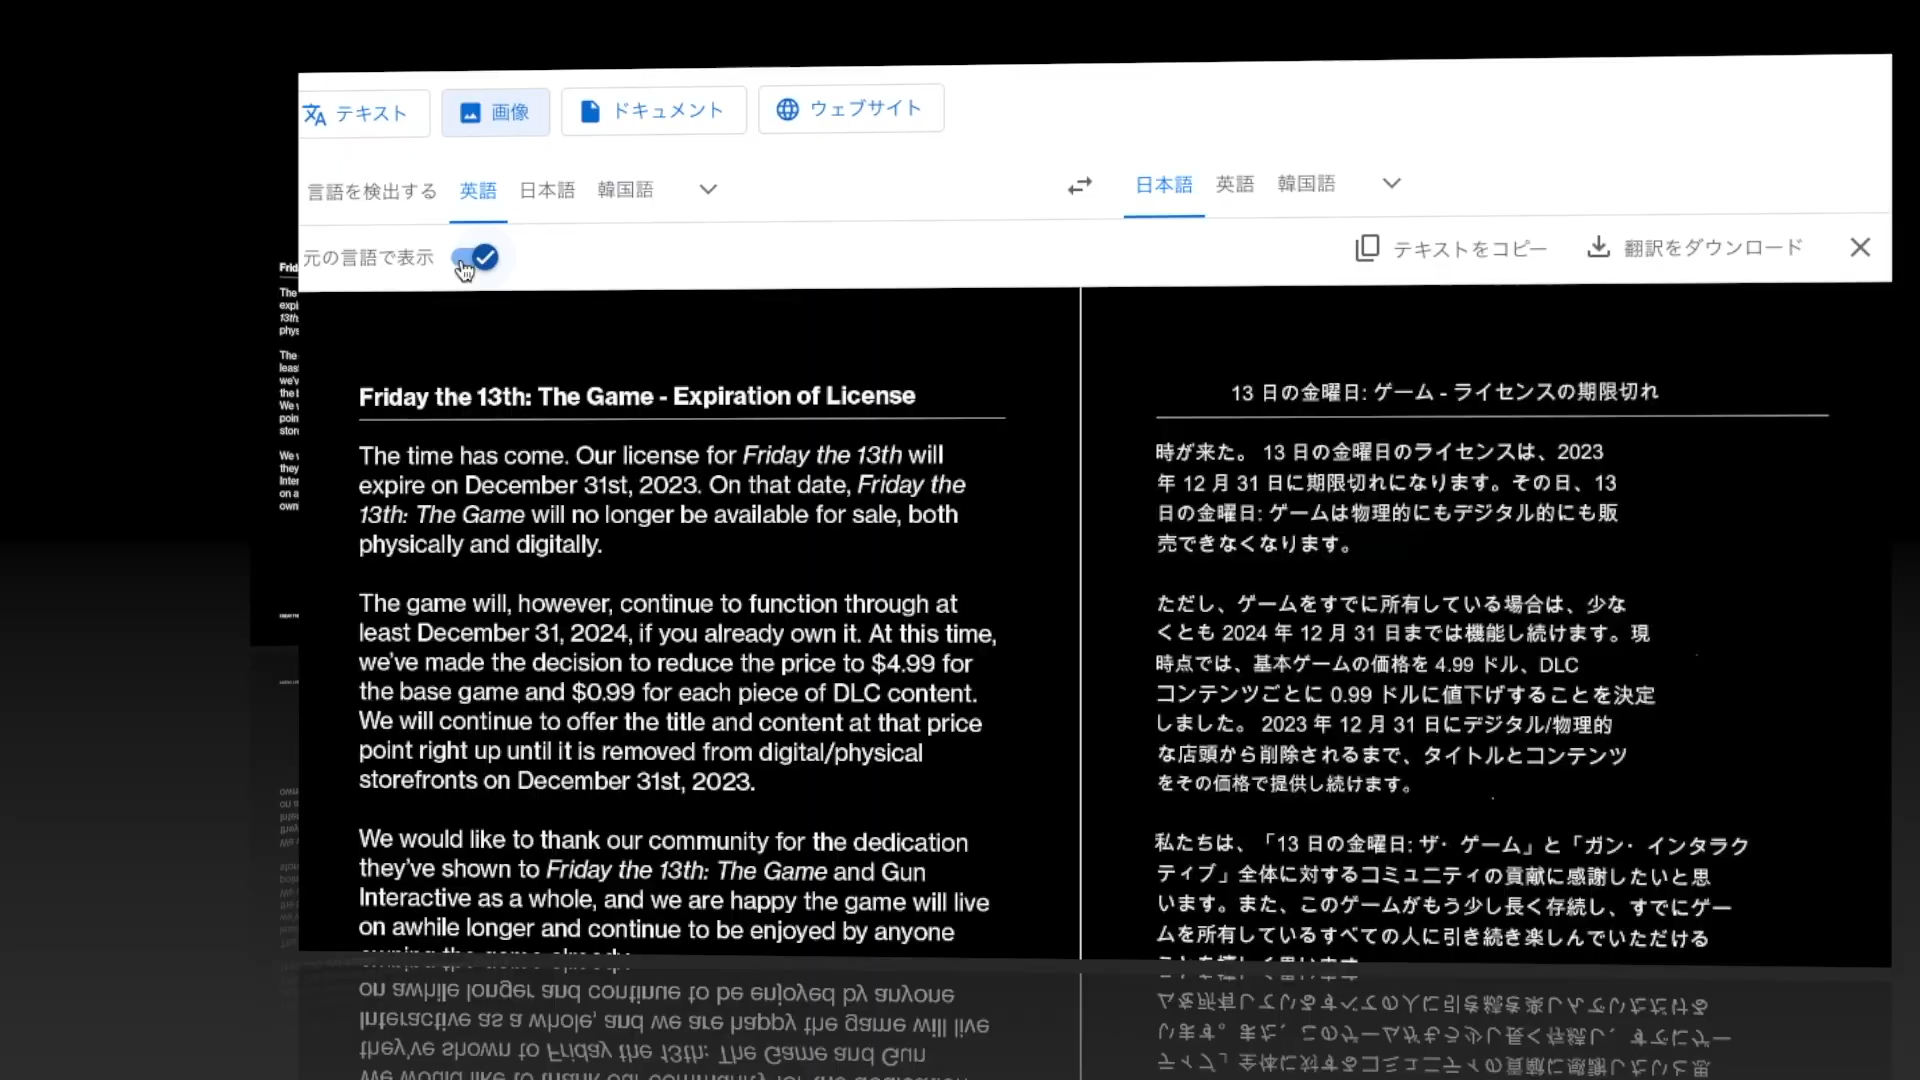 テキスト
画像
ドキュメント
ウェブサイト
言語を検出する
英語
日本語
韓国語
日本語
英語
韓国語
元の言語で表示
テキストをコピー
翻訳をダウンロード
Friday the 13th: The Game - Expiration of License
The time has come. Our license for Friday the 13th will
expire on December 31st, 2023. On that date, Friday the
13th: The Game will no longer be available for sale, both
physically and digitally.
The game will, however, continue to function through at
least December 31, 2024, if you already own it. At this time,
we've made the decision to reduce the price to $4.99 for
the base game and $0.99 for each piece of DLC content.
We will continue to offer the title and content at that price
point right up until it is removed from digital/physical
storefronts on December 31st, 2023.
We would like to thank our community for the dedication
they've shown to Friday the 13th: The Game and Gun
Interactive as a whole, and we are happy the game will live
on awhile longer and continue to be enjoyed by anyone
13 日の金曜日: ゲーム - ライセンスの期限切れ
時が来た。 13 日の金曜日のライセンスは、2023
年 12 月 31 日に期限切れになります。その日、13
日の金曜日: ゲームは物理的にもデジタル的にも販
売できなくなります。
ただし、ゲームをすでに所有している場合は、少な
くとも 2024 年 12 月 31 日までは機能し続けます。現
時点では、基本ゲームの価格を 4.99 ドル、DLC
コンテンツごとに 0.99 ドルに値下げすることを決定
しました。 2023 年 12 月 31 日にデジタル/物理的
な店頭から削除されるまで、タイトルとコンテンツ
をその価格で提供し続けます。
私たちは、「13 日の金曜日: ザ・ ゲーム」と「ガン・ インタラク
ティブ」全体に対するコミュニティの貢献に感謝したいと思
います。また、このゲームがもう少し長く存続し、すでにゲー
ムを所有しているすべての人に引き続き楽しんでいただける